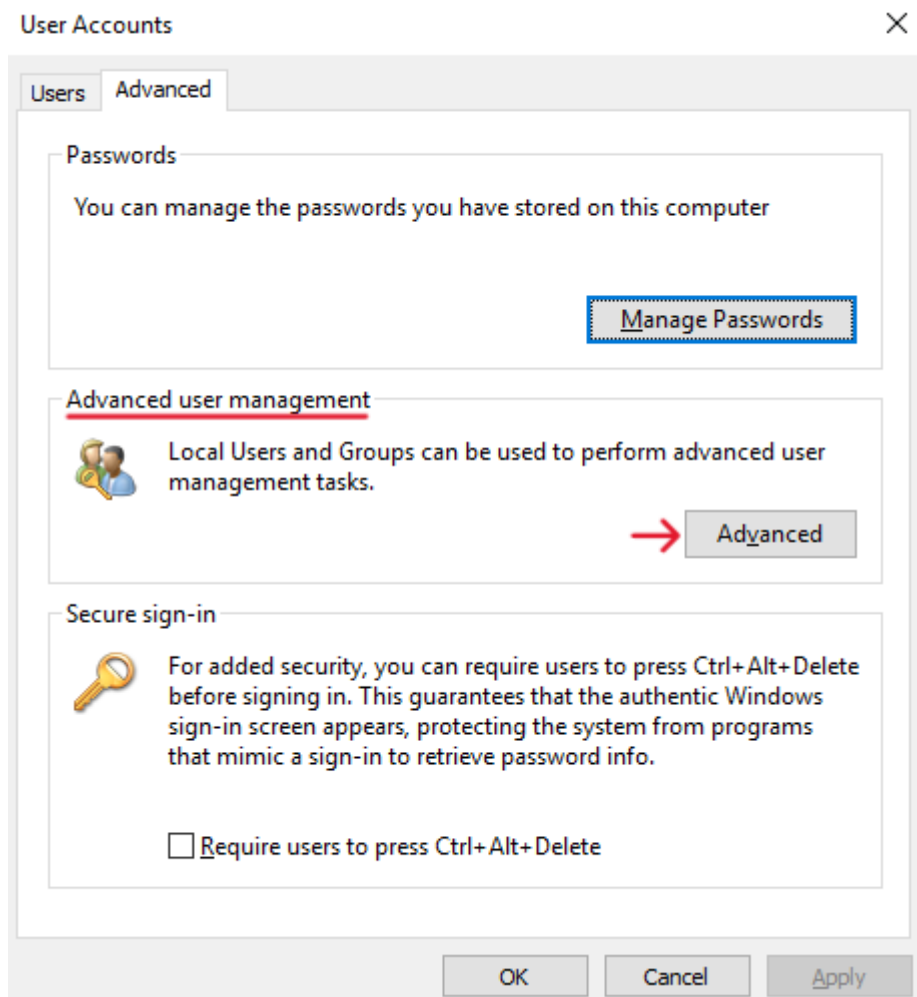 User Accounts
Users
Advanced
Passwords
You can manage the passwords you have stored on this computer
Manage Passwords
Advanced user management
Local Users and Groups can be used to perform advanced user
management tasks.
Advanced
Secure sign-in
For added security, you can require users to press Ctrl+Alt+Delete
before signing in. This guarantees that the authentic Windows
sign-in screen appears, protecting the system from programs
that mimic a sign-in to retrieve password info.
Require users to press Ctrl+Alt+Delete
OK
Cancel
Apply